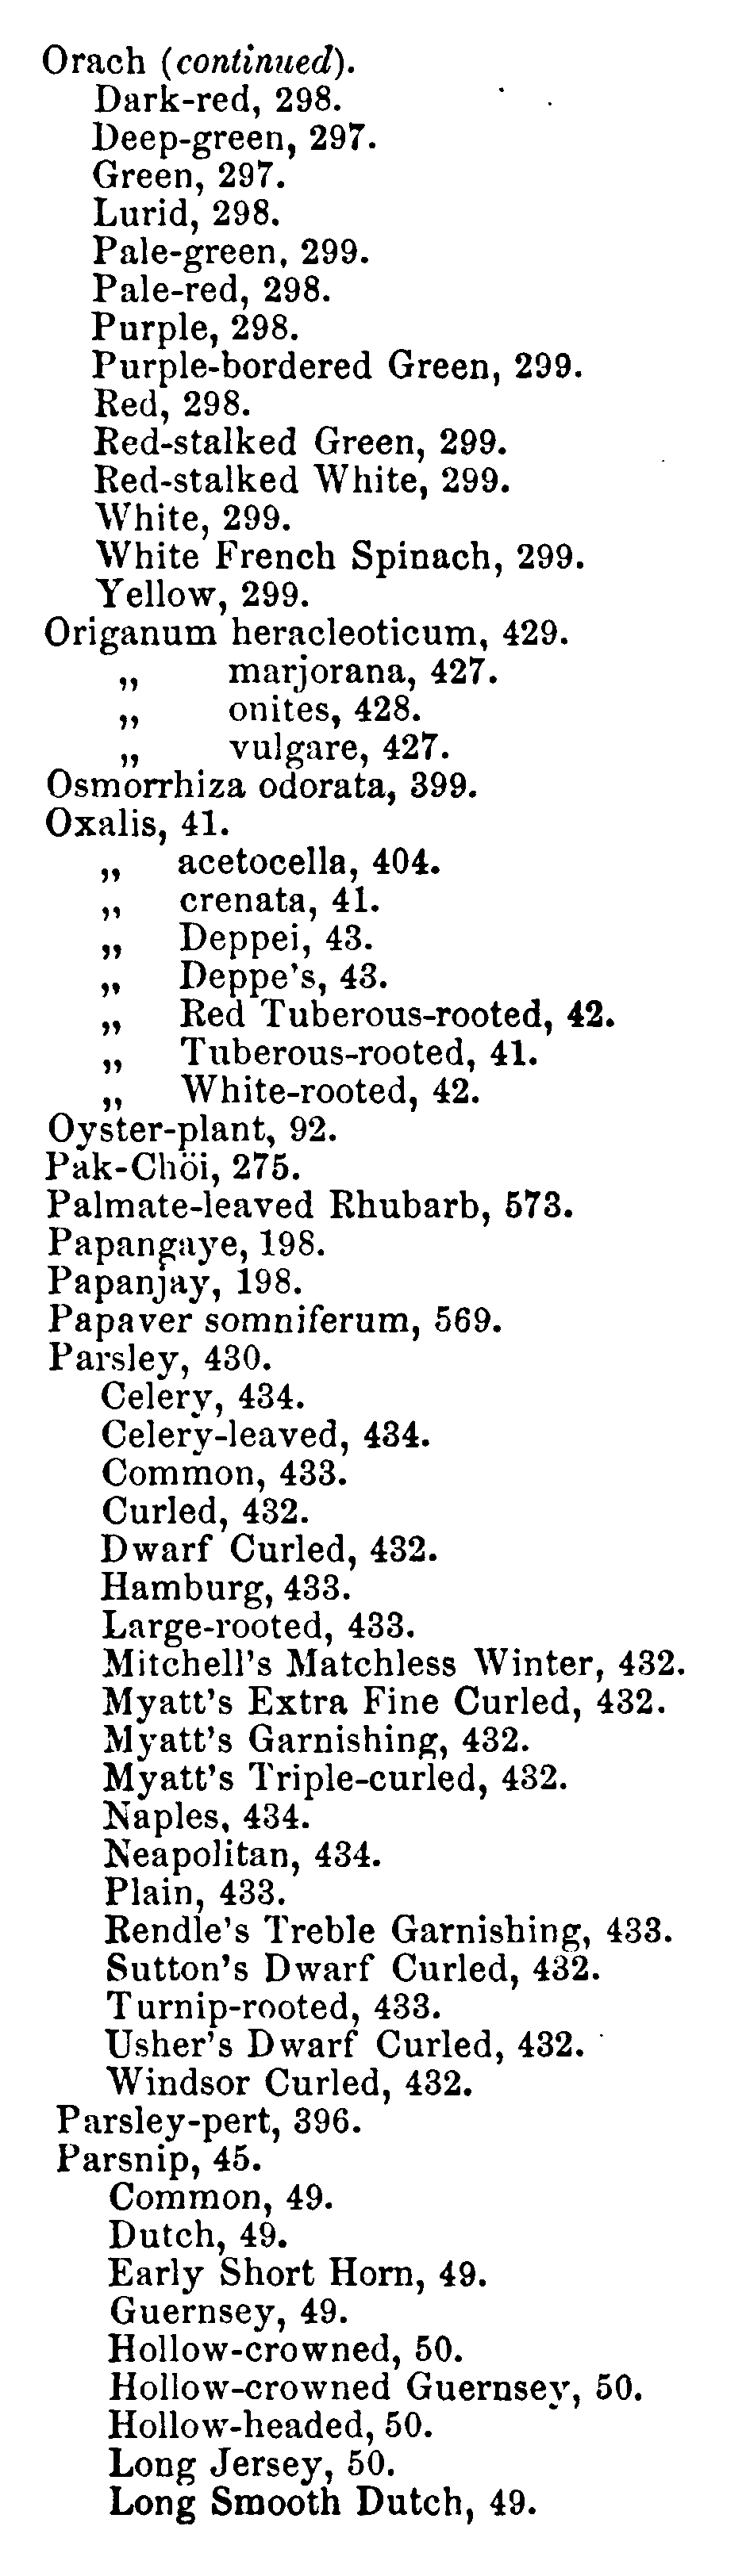 Orach (continued).
Dark-red, 298.
Deep-green, 297.
Green, 297.
Lurid, 298.
Pale-green, 299.
Pale-red, 298.
Purple, 298.
Purple-bordered Green, 299.
Red, 298.
Red-stalked Green, 299.
Red-stalked White, 299.
White, 299.
White French Spinach, 299.
Yellow, 299.
Origanum heracleoticum, 429.
„ marjorana, 427.
„ onites, 428.
„ vulgare, 427.
Osmorrhiza odorata, 399.
Oxalis, 41.
„ acetocella, 404.
„ crenata, 41.
„ Deppei, 43.
„ Deppe's, 43.
„ Red Tuberous-rooted, 42.
„ Tuberous-rooted, 41.
„ White-rooted, 42.
Oyster-plant, 92.
Pak-Chöi, 275.
Palmate-leaved Rhubarb, 573.
Papangaye, 198.
Papanjay, 198.
Papaver somniferum, 569.
Parsley, 430.
Celery, 434.
Celery-leaved, 434.
Common, 433.
Curled, 432.
Dwarf Curled, 432.
Hamburg, 433.
Large-rooted, 433.
Mitchell's Matchless Winter, 432.
Myatt's Extra Fine Curled, 432.
Myatt's Garnishing, 432.
Myatt's Triple-curled, 432.
Naples, 434.
Neapolitan, 434.
Plain, 433.
Rendle's Treble Garnishing, 433.
Sutton's Dwarf Curled, 432.
Turnip-rooted, 433.
Usher's Dwarf Curled, 432.
Windsor Curled, 432.
Parsley-pert, 396.
Parsnip, 45.
Common, 49.
Dutch, 49.
Early Short Horn, 49.
Guernsey, 49.
Hollow-crowned, 50.
Hollow-crowned Guernsey, 50.
Hollow-headed, 50.
Long Jersey, 50.
Long Smooth Dutch, 49.